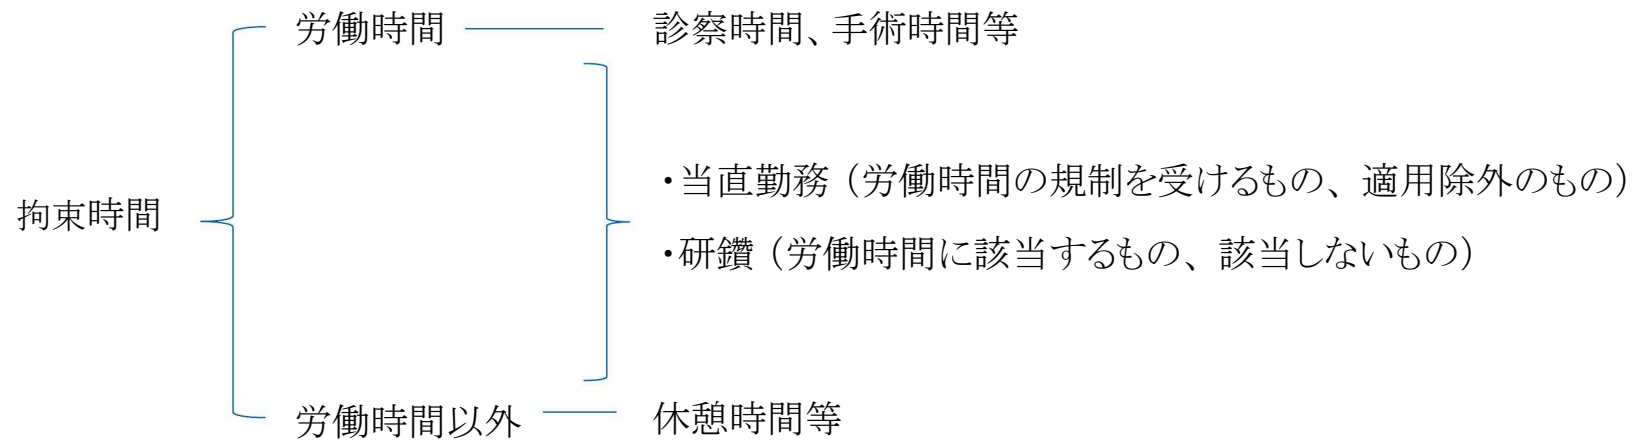 労働時間 診察時間、手術時間等
・当直勤務（労働時間の規制を受けるもの、適用除外のもの）
拘束時間
・研鑽（労働時間に該当するもの、該当しないもの）
労働時間以外 休憩時間等